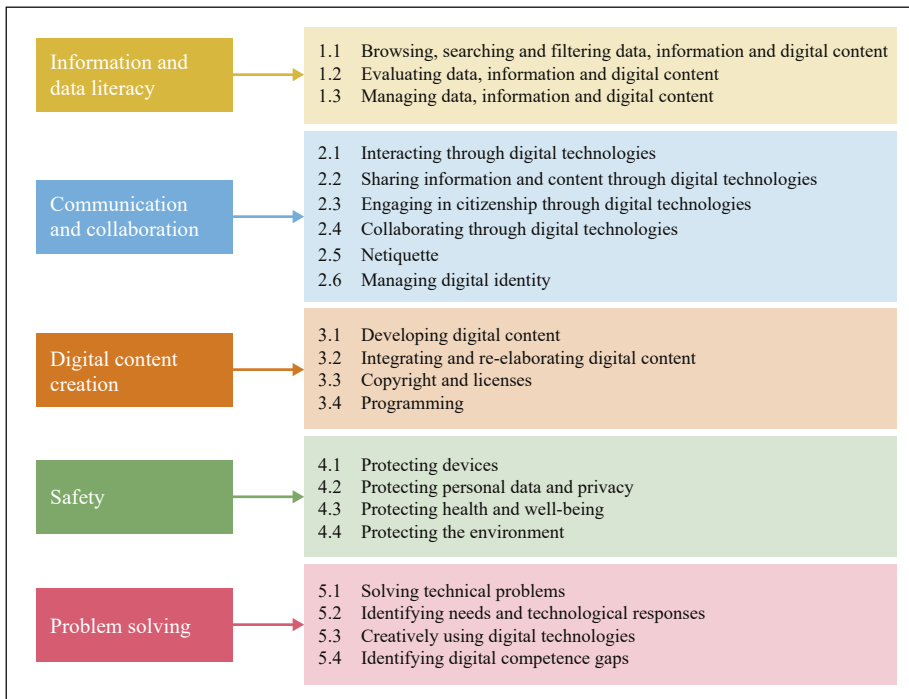 Information and
data literacy
1.1 Browsing, searching and filtering data, information and digital content
1.2 Evaluating data, information and digital content
1.3 Managing data, information and digital content
Communication
and collaboration
2.1 Interacting through digital technologies
2.2 Sharing information and content through digital technologies
2.3 Engaging in citizenship through digital technologies
2.4 Collaborating through digital technologies
2.5 Netiquette
2.6 Managing digital identity
Digital content
creation
3.1 Developing digital content
3.2 Integrating and re-elaborating digital content
3.3 Copyright and licenses
3.4 Programming
Safety
4.1 Protecting devices
4.2 Protecting personal data and privacy
4.3 Protecting health and well-being
4.4 Protecting the environment
Problem solving
5.1 Solving technical problems
5.2 Identifying needs and technological responses
5.3 Creatively using digital technologies
5.4 Identifying digital competence gaps